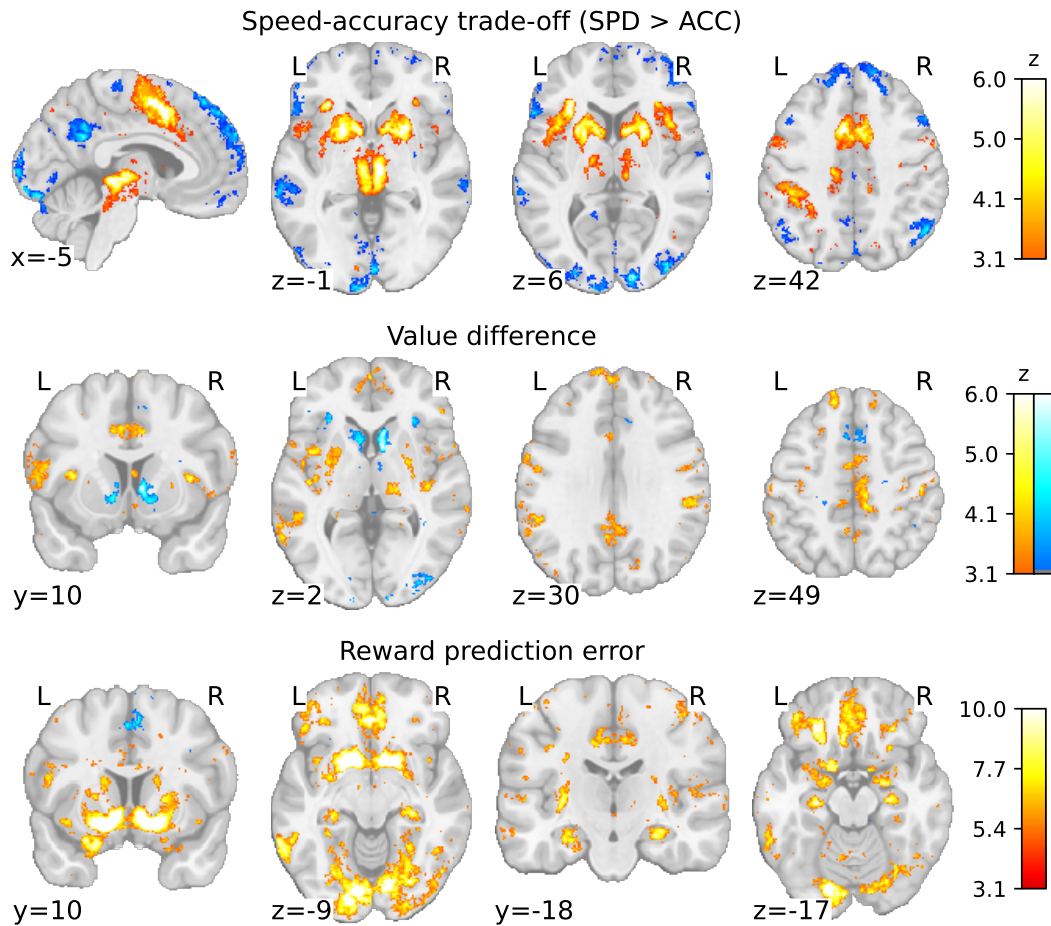 Speed-accuracy trade-off (SPD > ACC)
L R L R L R z
6.0
5.0
4.1
3.1
x=-5 z=-1 z=6 z=42
Value difference
L R L R L R L R z
6.0
5.0
4.1
3.1
y=10 z=2 z=30 z=49
Reward prediction error
L R L R L R L R
10.0
7.7
5.4
3.1
y=10 z=-9 y=-18 z=-17